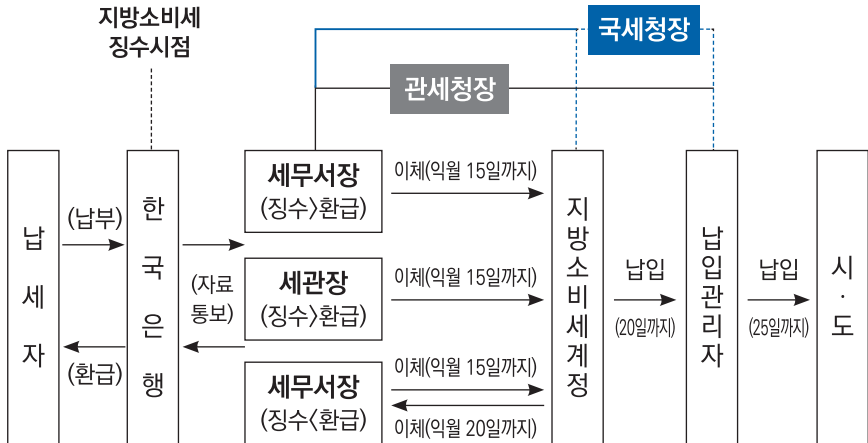 지방소비세
징수시점
국세청장
관세청장
납세자
(납부)
(환급)
한국은행
(자료
통보)
세무서장
(징수〉환급)
세관장
(징수〉환급)
세무서장
(징수〈환급)
이체(익월 15일까지)
이체(익월 15일까지)
이체(익월 15일까지)
이체(익월 20일까지)
지방소비세계정
납입
(20일까지)
납입관리자
납입
(25일까지)
시·도